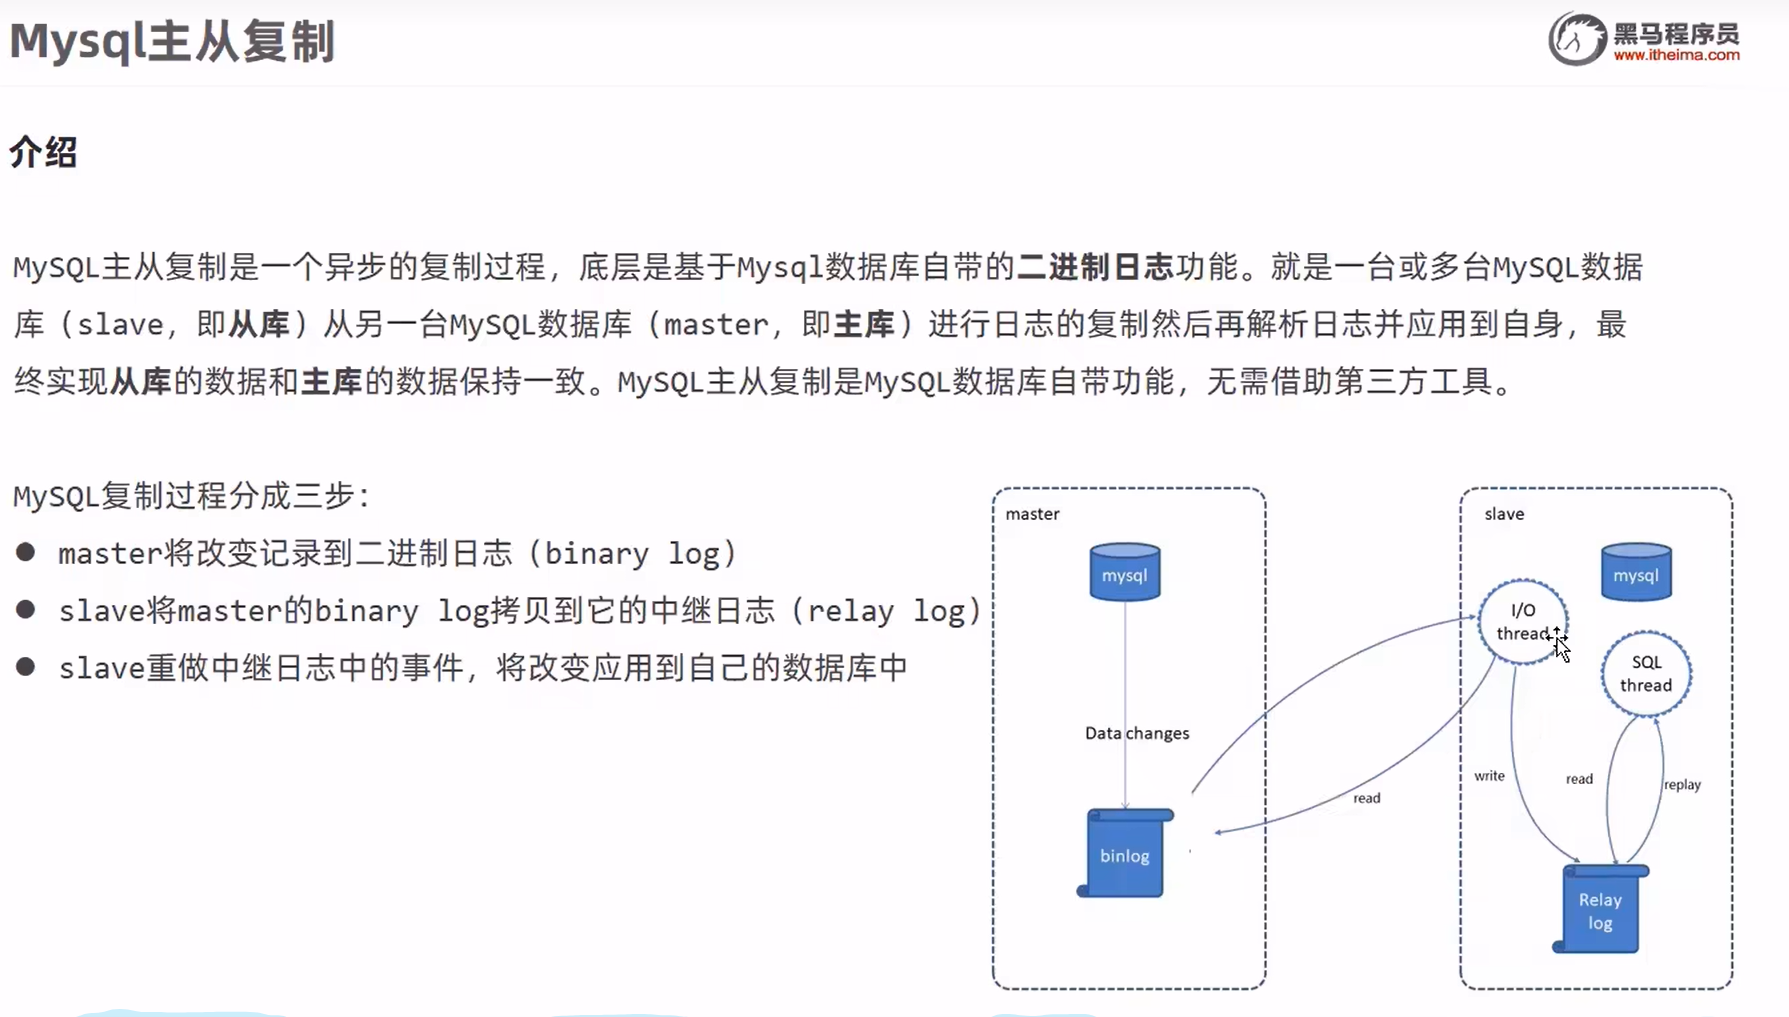 Mysql主从复制
黑马程序员
www.itheima.com
介绍
MySQL主从复制是一个异步的复制过程，底层是基于Mysql数据库自带的二进制日志功能。就是一台或多台MySQL数据
库（slave，即从库）从另一台MySQL数据库（master，即主库）进行日志的复制然后再解析日志并应用到自身，最
终实现从库的数据和主库的数据保持一致。MySQL主从复制是MySQL数据库自带功能，无需借助第三方工具。
MySQL复制过程分成三步：
● master将改变记录到二进制日志（binary log）
● slave将master的binary log拷贝到它的中继日志（relay log）
● slave重做中继日志中的事件，将改变应用到自己的数据库中
master
mysql
Data changes
binlog
read
slave
mysql
I/O
thread
SQL
thread
write
read
replay
Relay
log